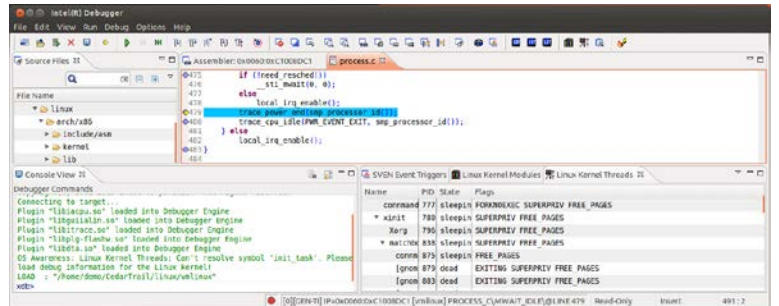 Intel(R) Debugger
File Edit View Run Debug Options Help
Source Files
Assembler: 0x0060:0xC1008DC1
process.c
File Name
linux
arch/x86
include/asm
kernel
lib
475 if (!need_resched())
476 __sti_mwait(0, 0);
477 else
478 local_irq_enable();
479 trace_power_end(smp_processor_id());
480 trace_cpu_idle(PWR_EVENT_EXIT, smp_processor_id());
481 } else
482 local_irq_enable();
483 }
484
Console View
Debugger Commands
Connecting to target...
Plugin "libiacpu.so" loaded into Debugger Engine
Plugin "libguilalin.so" loaded into Debugger Engine
Plugin "libitrace.so" loaded into Debugger Engine
Plugin "libplg-flashw.so" loaded into Debugger Engine
Plugin "libdta.so" loaded into Debugger Engine
OS Awareness: Linux Kernel Threads: Can't resolve symbol 'init_task'. Please
load debug information for the Linux kernel!
LOAD : "/home/demo/CedarTrail/linux/vmlinux"
xdb>
SVEN Event Triggers
Linux Kernel Modules
Linux Kernel Threads
Name PID State Flags
command 777 sleepin FORKNOEXEC SUPERPRIV FREE_PAGES
xinit 780 sleepin SUPERPRIV FREE_PAGES
Xorg 796 sleepin SUPERPRIV FREE_PAGES
matchbx 838 sleepin SUPERPRIV FREE_PAGES
conn 875 sleepin FREE_PAGES
[gnom 879 dead EXITING SUPERPRIV FREE_PAGES
[gnom 883 dead EXITING SUPERPRIV FREE_PAGES
[vmlinux] PROCESS_C\MWAIT_IDLE\@LINE479 Read-Only Insert 491:2